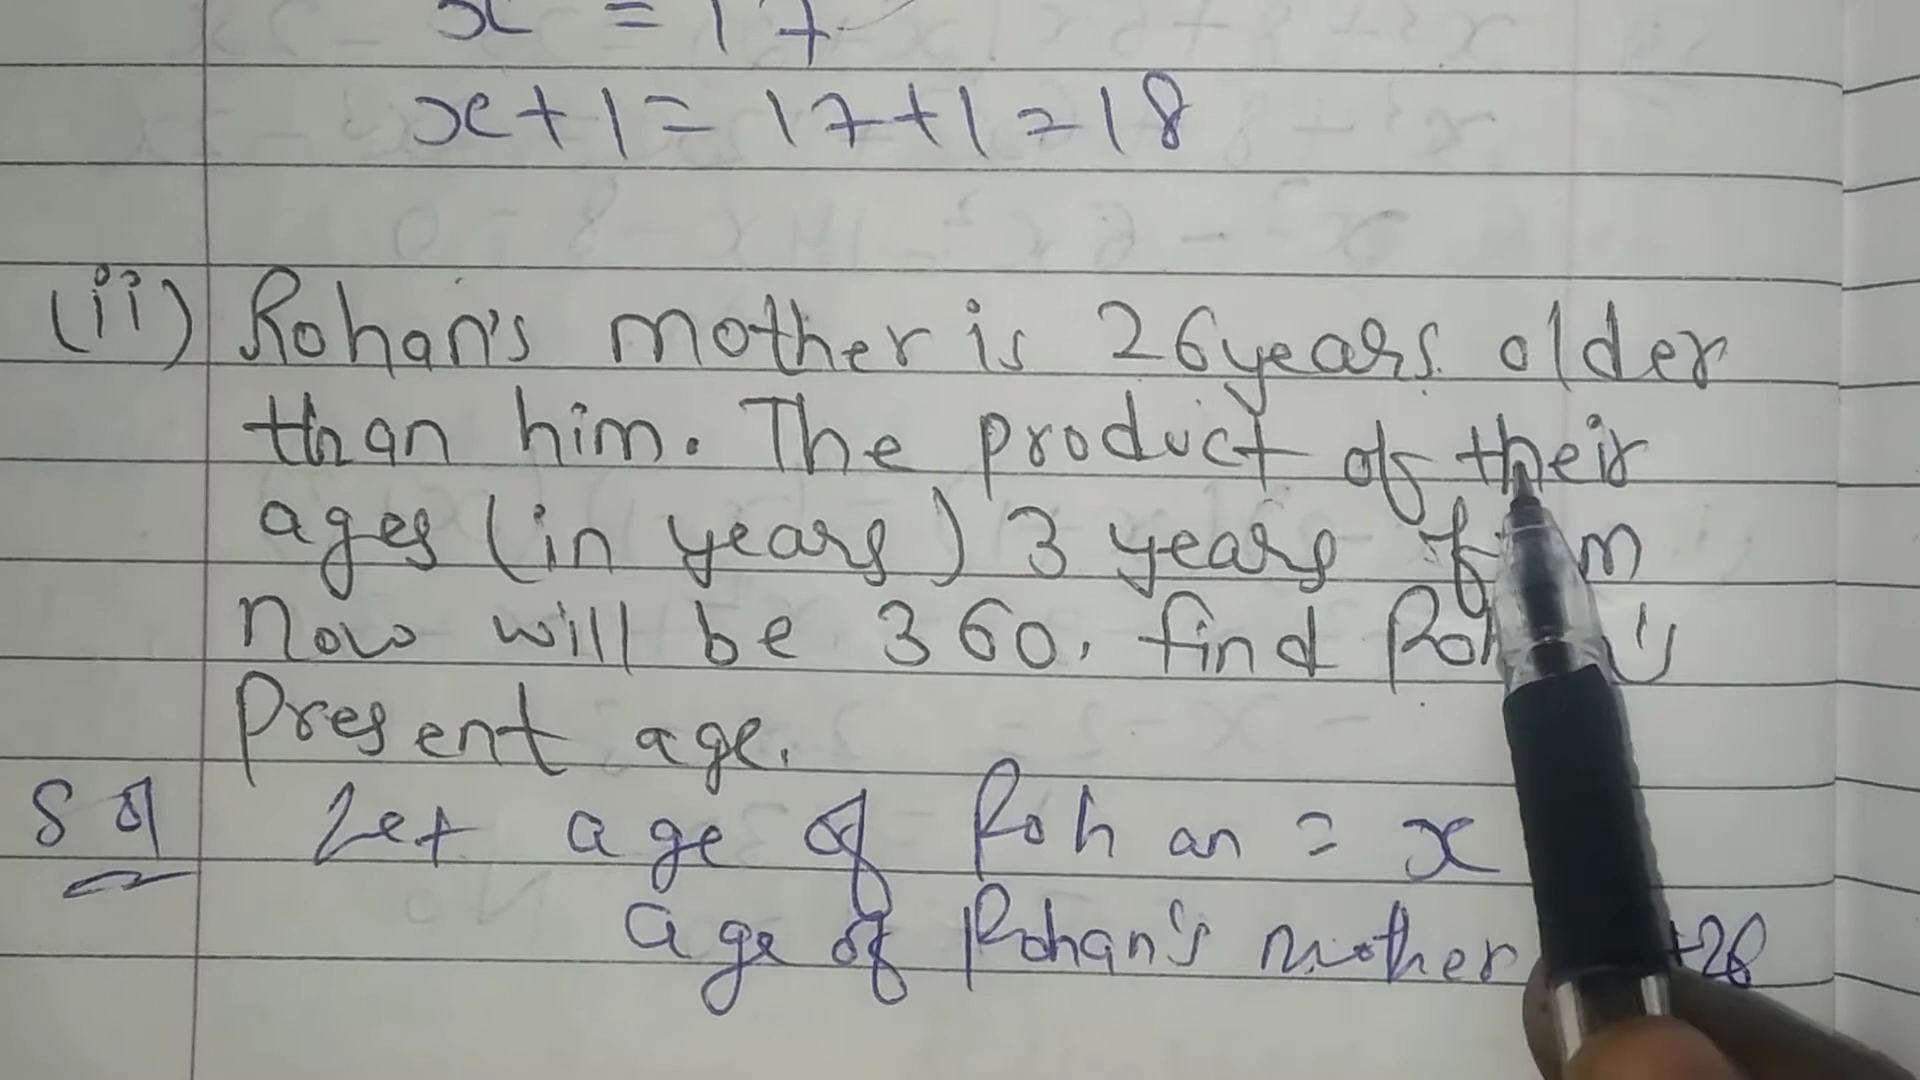 x = 17
x+1 = 17+1 = 18
(ii) Rohan's mother is 26 years older
than him. The product of their
ages (in years) 3 years
now will be 360. find
present age.
Sol Let age of Rohan = x
age of Rohan's mother +26